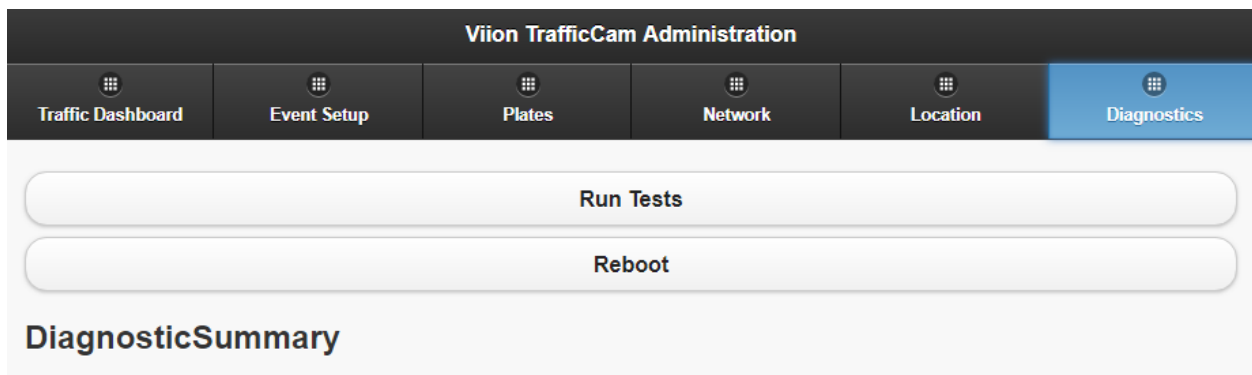 Viion TrafficCam Administration
Traffic Dashboard Event Setup Plates Network Location Diagnostics
Run Tests
Reboot
DiagnosticSummary